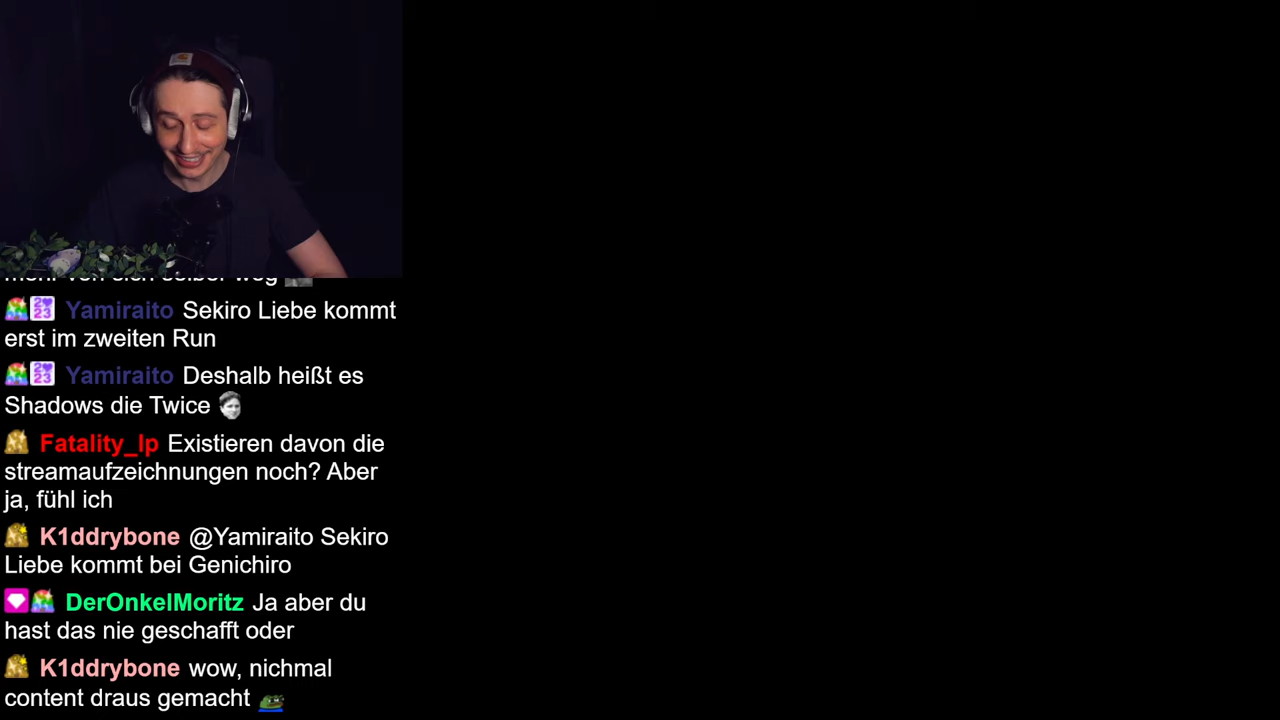 Yamiraito Sekiro Liebe kommt
erst im zweiten Run
Yamiraito Deshalb heißt es
Shadows die Twice
Fatality_lp Existieren davon die
streamaufzeichnungen noch? Aber
ja, fühl ich
K1ddrybone @Yamiraito Sekiro
Liebe kommt bei Genichiro
DerOnkelMoritz Ja aber du
hast das nie geschafft oder
K1ddrybone wow, nichmal
content draus gemacht